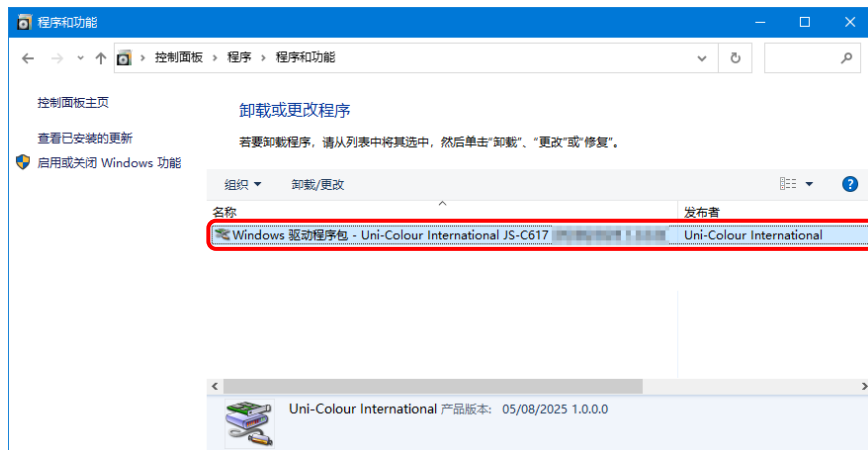 程序和功能
控制面板 › 程序 › 程序和功能
控制面板主页
查看已安装的更新
启用或关闭 Windows 功能
卸载或更改程序
若要卸载程序，请从列表中将其选中，然后单击“卸载”、“更改”或“修复”。
组织 卸载/更改
名称 发布者
Windows 驱动程序包 - Uni-Colour International JS-C617 Uni-Colour International
Uni-Colour International 产品版本: 05/08/2025 1.0.0.0